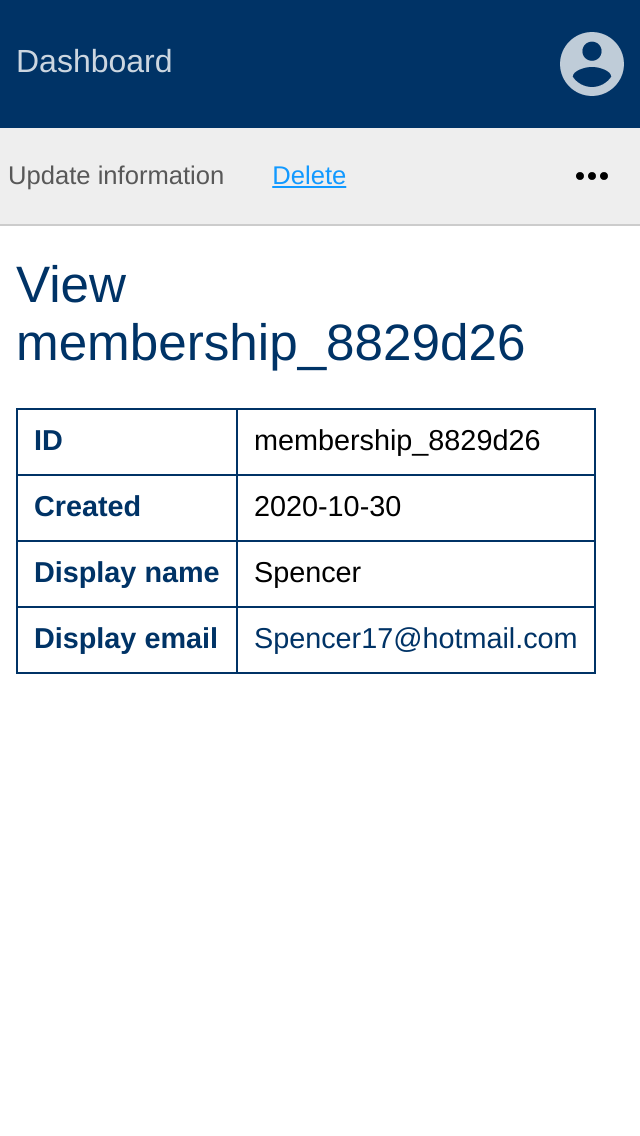 Dashboard
Update information Delete
View
membership_8829d26
ID membership_8829d26
Created 2020-10-30
Display name Spencer
Display email Spencer17@hotmail.com